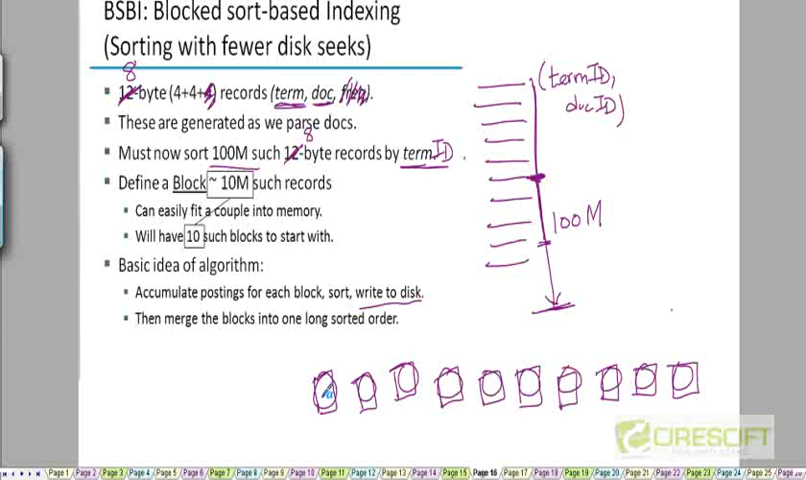 BSBI: Blocked sort-based Indexing
(Sorting with fewer disk seeks)
8
12-byte (4+4+4) records (term, doc, freq).
These are generated as we parse docs.
8
Must now sort 100M such 12-byte records by termID.
Define a Block ~ 10M such records
Can easily fit a couple into memory.
Will have 10 such blocks to start with.
Basic idea of algorithm:
Accumulate postings for each block, sort, write to disk.
Then merge the blocks into one long sorted order.
(termID,
docID)
100M
Page 1 Page 2 Page 3 Page 4 Page 5 Page 6 Page 7 Page 8 Page 9 Page 10 Page 11 Page 12 Page 13 Page 14 Page 15 Page 16 Page 17 Page 18 Page 19 Page 20 Page 21 Page 22 Page 23 Page 24 Page 25 Page